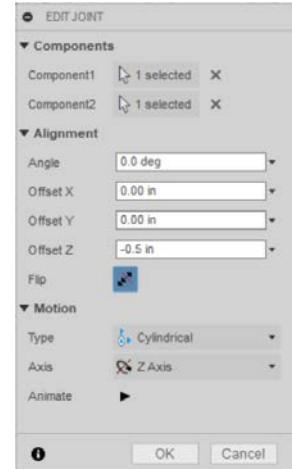 EDIT JOINT
Components
Component1 1 selected
Component2 1 selected
Alignment
Angle 0.0 deg
Offset X 0.00 in
Offset Y 0.00 in
Offset Z -0.5 in
Flip
Motion
Type Cylindrical
Axis Z Axis
Animate
OK Cancel